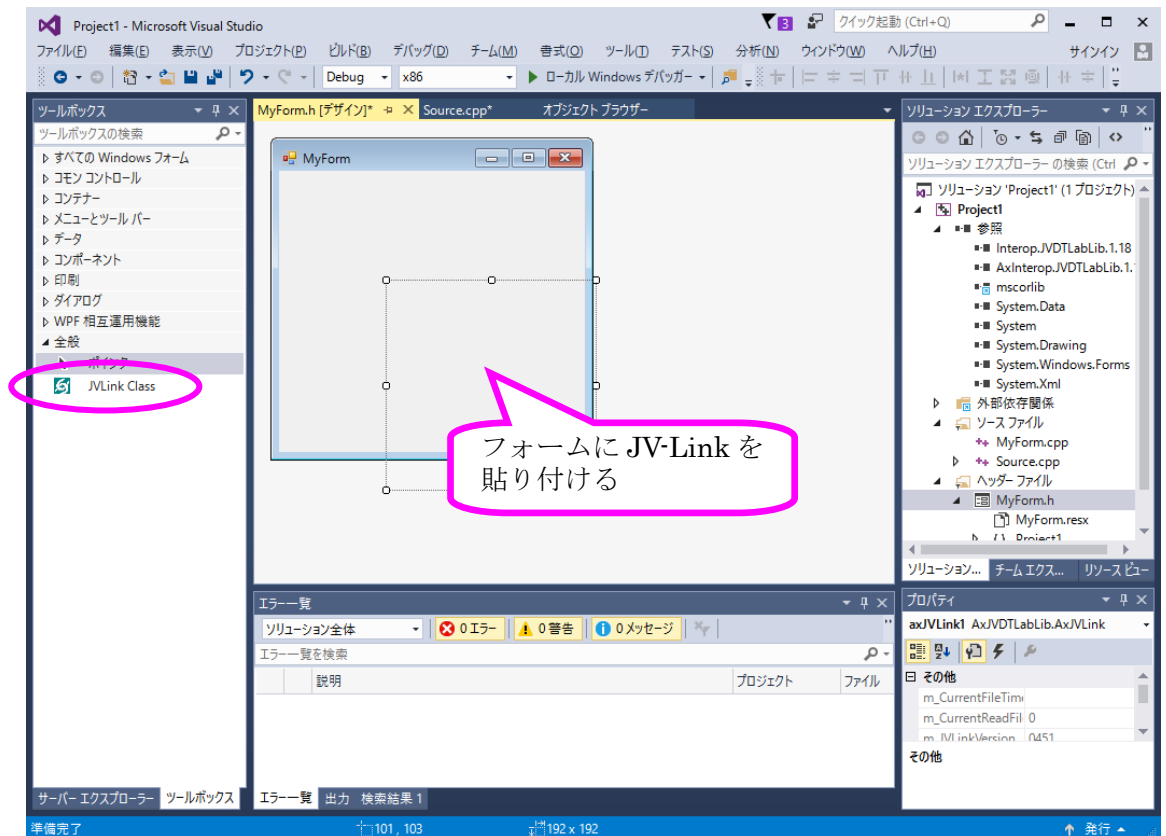 Project1 - Microsoft Visual Studio
3
クイック起動 (Ctrl+Q)
ファイル(F) 編集(E) 表示(V) プロジェクト(P) ビルド(B) デバッグ(D) チーム(M) 書式(O) ツール(T) テスト(S) 分析(N) ウィンドウ(W) ヘルプ(H) サインイン
Debug x86 ローカル Windows デバッガー
ツールボックス
ツールボックスの検索
すべての Windows フォーム
コモン コントロール
コンテナー
メニューとツール バー
データ
コンポーネント
印刷
ダイアログ
WPF 相互運用機能
全般
ポインター
JVLink Class
サーバー エクスプローラー ツールボックス
MyForm.h [デザイン]* Source.cpp* オブジェクト ブラウザー
MyForm
フォームに JV-Link を
貼り付ける
エラー一覧
ソリューション全体 0 エラー 0 警告 0 メッセージ
エラー一覧を検索
説明 プロジェクト ファイル
エラー一覧 出力 検索結果 1
ソリューション エクスプローラー
ソリューション エクスプローラー の検索 (Ctrl
ソリューション 'Project1' (1 プロジェクト)
Project1
参照
Interop.JVDTLabLib.1.18
AxInterop.JVDTLabLib.1.
mscorlib
System.Data
System
System.Drawing
System.Windows.Forms
System.Xml
外部依存関係
ソース ファイル
MyForm.cpp
Source.cpp
ヘッダー ファイル
MyForm.h
MyForm.resx
Project1
ソリューション... チーム エクス... リソース ビュー
プロパティ
axJVLink1 AxJVDTLabLib.AxJVLink
その他
m_CurrentFileTim
m_CurrentReadFil 0
m_JVLinkVersion 0451
その他
準備完了 101 , 103 192 x 192 発行